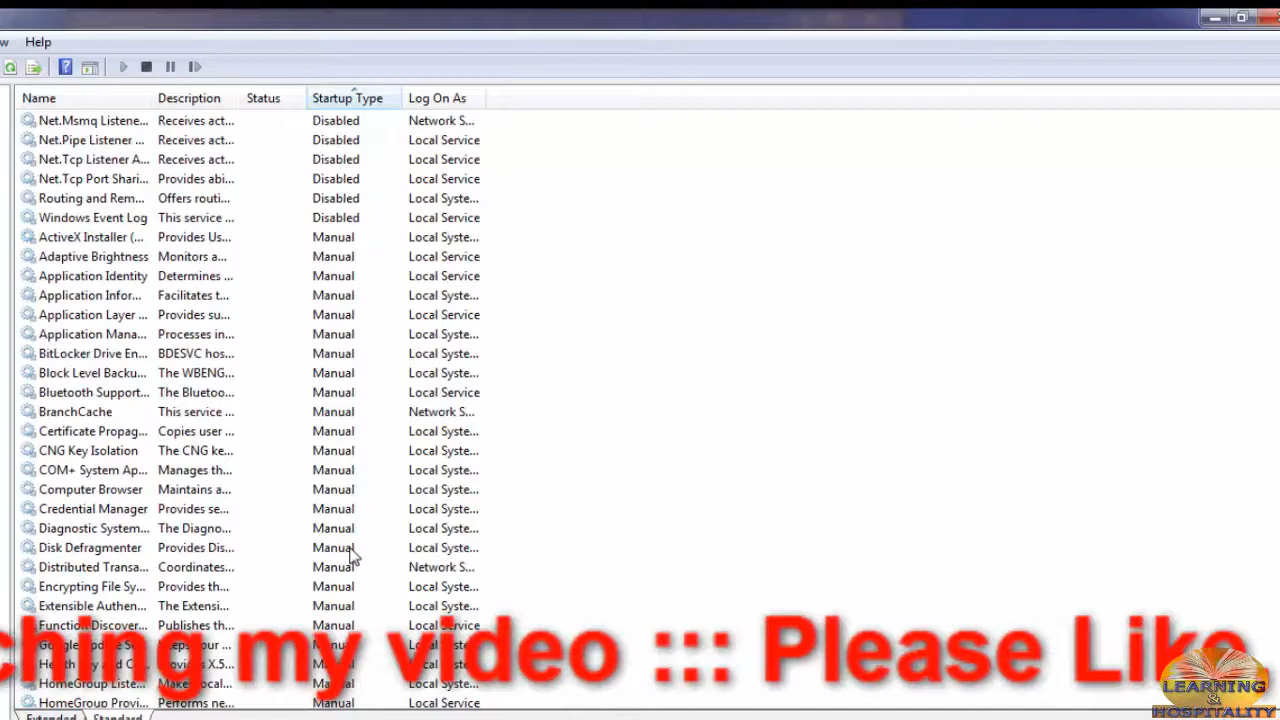 w Help
Name Description Status Startup Type Log On As
Net.Msmq Listene... Receives act... Disabled Network S...
Net.Pipe Listener ... Receives act... Disabled Local Service
Net.Tcp Listener A... Receives act... Disabled Local Service
Net.Tcp Port Shari... Provides abi... Disabled Local Service
Routing and Rem... Offers routi... Disabled Local Syste...
Windows Event Log This service ... Disabled Local Service
ActiveX Installer (... Provides Us... Manual Local Syste...
Adaptive Brightness Monitors a... Manual Local Service
Application Identity Determines ... Manual Local Service
Application Infor... Facilitates t... Manual Local Syste...
Application Layer ... Provides su... Manual Local Service
Application Mana... Processes in... Manual Local Syste...
BitLocker Drive En... BDESVC hos... Manual Local Syste...
Block Level Backu... The WBENG... Manual Local Syste...
Bluetooth Support... The Bluetoo... Manual Local Service
BranchCache This service ... Manual Network S...
Certificate Propag... Copies user ... Manual Local Syste...
CNG Key Isolation The CNG ke... Manual Local Syste...
COM+ System Ap... Manages th... Manual Local Syste...
Computer Browser Maintains a... Manual Local Syste...
Credential Manager Provides se... Manual Local Syste...
Diagnostic System... The Diagno... Manual Local Syste...
Disk Defragmenter Provides Dis... Manual Local Syste...
Distributed Transa... Coordinates... Manual Network S...
Encrypting File Sy... Provides th... Manual Local Syste...
Extensible Authen... The Extensi... Manual Local Syste...
Function Discover... Publishes th... Manual Local Service
ching my video ::: Please Like
HomeGroup Liste... Local Syste...
HomeGroup Provi... Performs ne... Manual Local Service
Extended Standard
LEARNING
&
HOSPITALITY